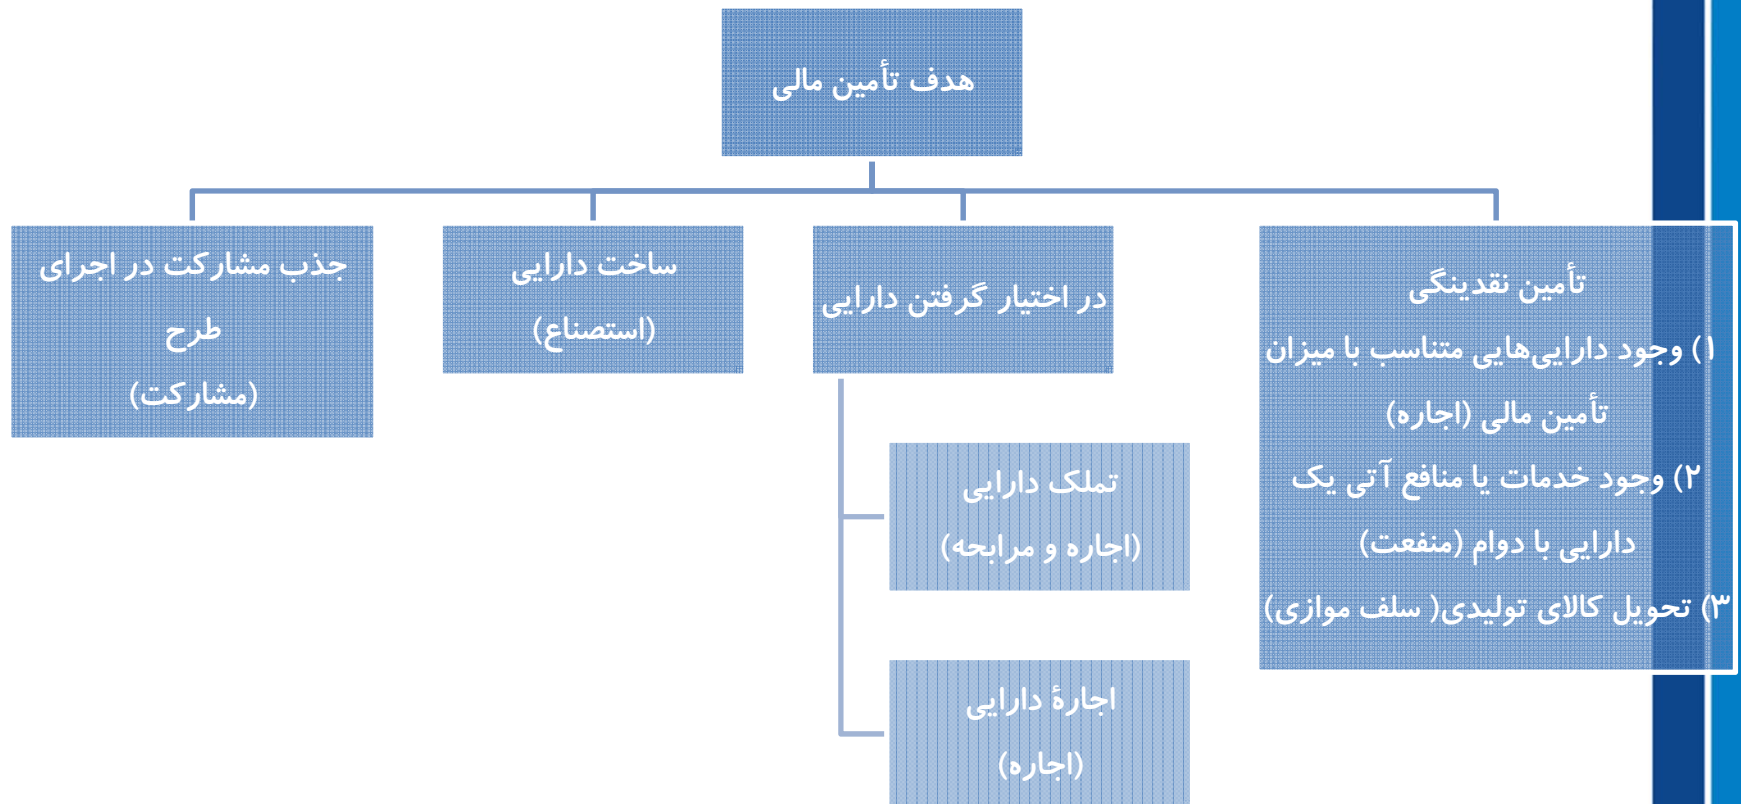 هدف تأمین مالی
تأمین نقدینگی
۱) وجود دارایی‌هایی متناسب با میزان
تأمین مالی (اجاره)
۲) وجود خدمات یا منافع آتی یک
دارایی با دوام (منفعت)
۳) تحویل کالای تولیدی( سلف موازی)
در اختیار گرفتن دارایی
تملک دارایی
(اجاره و مرابحه)
اجارهٔ دارایی
(اجاره)
ساخت دارایی
(استصناع)
جذب مشارکت در اجرای
طرح
(مشارکت)